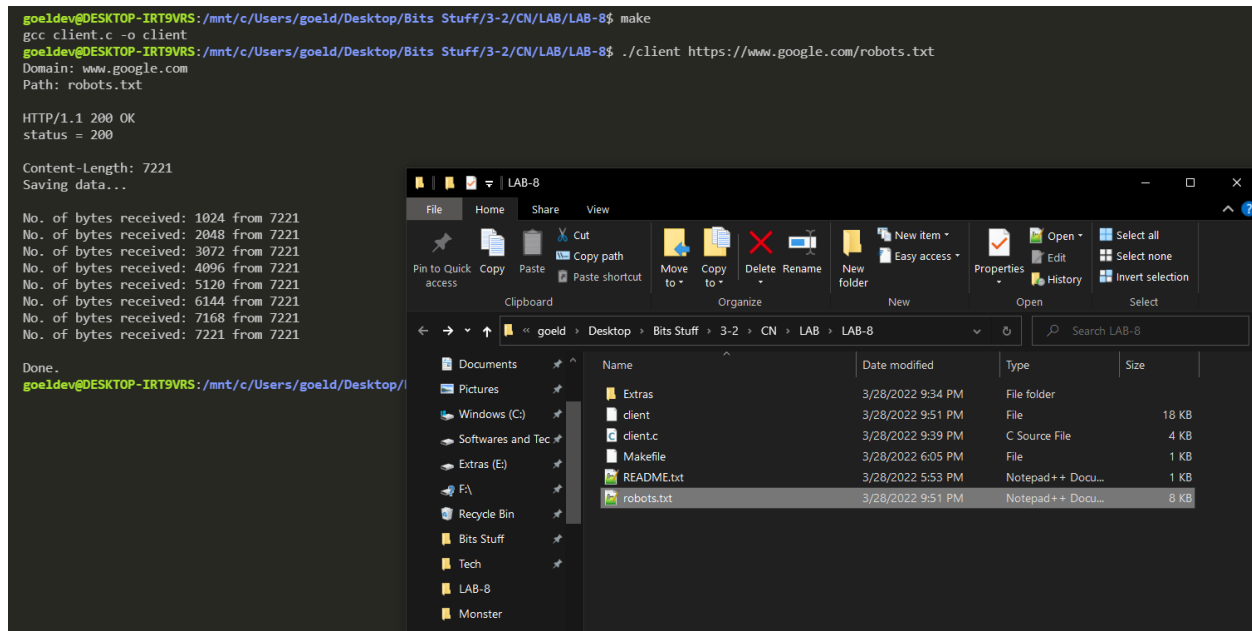 goeldev@DESKTOP-IRT9VRS:/mnt/c/Users/goeld/Desktop/Bits Stuff/3-2/CN/LAB/LAB-8$ make
gcc client.c -o client
goeldev@DESKTOP-IRT9VRS:/mnt/c/Users/goeld/Desktop/Bits Stuff/3-2/CN/LAB/LAB-8$ ./client https://www.google.com/robots.txt
Domain: www.google.com
Path: robots.txt
HTTP/1.1 200 OK
status = 200
Content-Length: 7221
Saving data...
No. of bytes received: 1024 from 7221
No. of bytes received: 2048 from 7221
No. of bytes received: 3072 from 7221
No. of bytes received: 4096 from 7221
No. of bytes received: 5120 from 7221
No. of bytes received: 6144 from 7221
No. of bytes received: 7168 from 7221
No. of bytes received: 7221 from 7221
Done.
goeldev@DESKTOP-IRT9VRS:/mnt/c/Users/goeld/Desktop/
LAB-8
File Home Share View
Pin to Quick access
Copy
Paste
Cut
Copy path
Paste shortcut
Clipboard
Move to
Copy to
Delete
Rename
Organize
New folder
New item
Easy access
New
Properties
Open
Edit
History
Open
Select all
Select none
Invert selection
Select
« goeld › Desktop › Bits Stuff › 3-2 › CN › LAB › LAB-8
Search LAB-8
Documents
Pictures
Windows (C:)
Softwares and Tec
Extras (E:)
F:\
Recycle Bin
Bits Stuff
Tech
LAB-8
Monster
Name Date modified Type Size
Extras 3/28/2022 9:34 PM File folder
client 3/28/2022 9:51 PM File 18 KB
client.c 3/28/2022 9:39 PM C Source File 4 KB
Makefile 3/28/2022 6:05 PM File 1 KB
README.txt 3/28/2022 5:53 PM Notepad++ Docu... 1 KB
robots.txt 3/28/2022 9:51 PM Notepad++ Docu... 8 KB